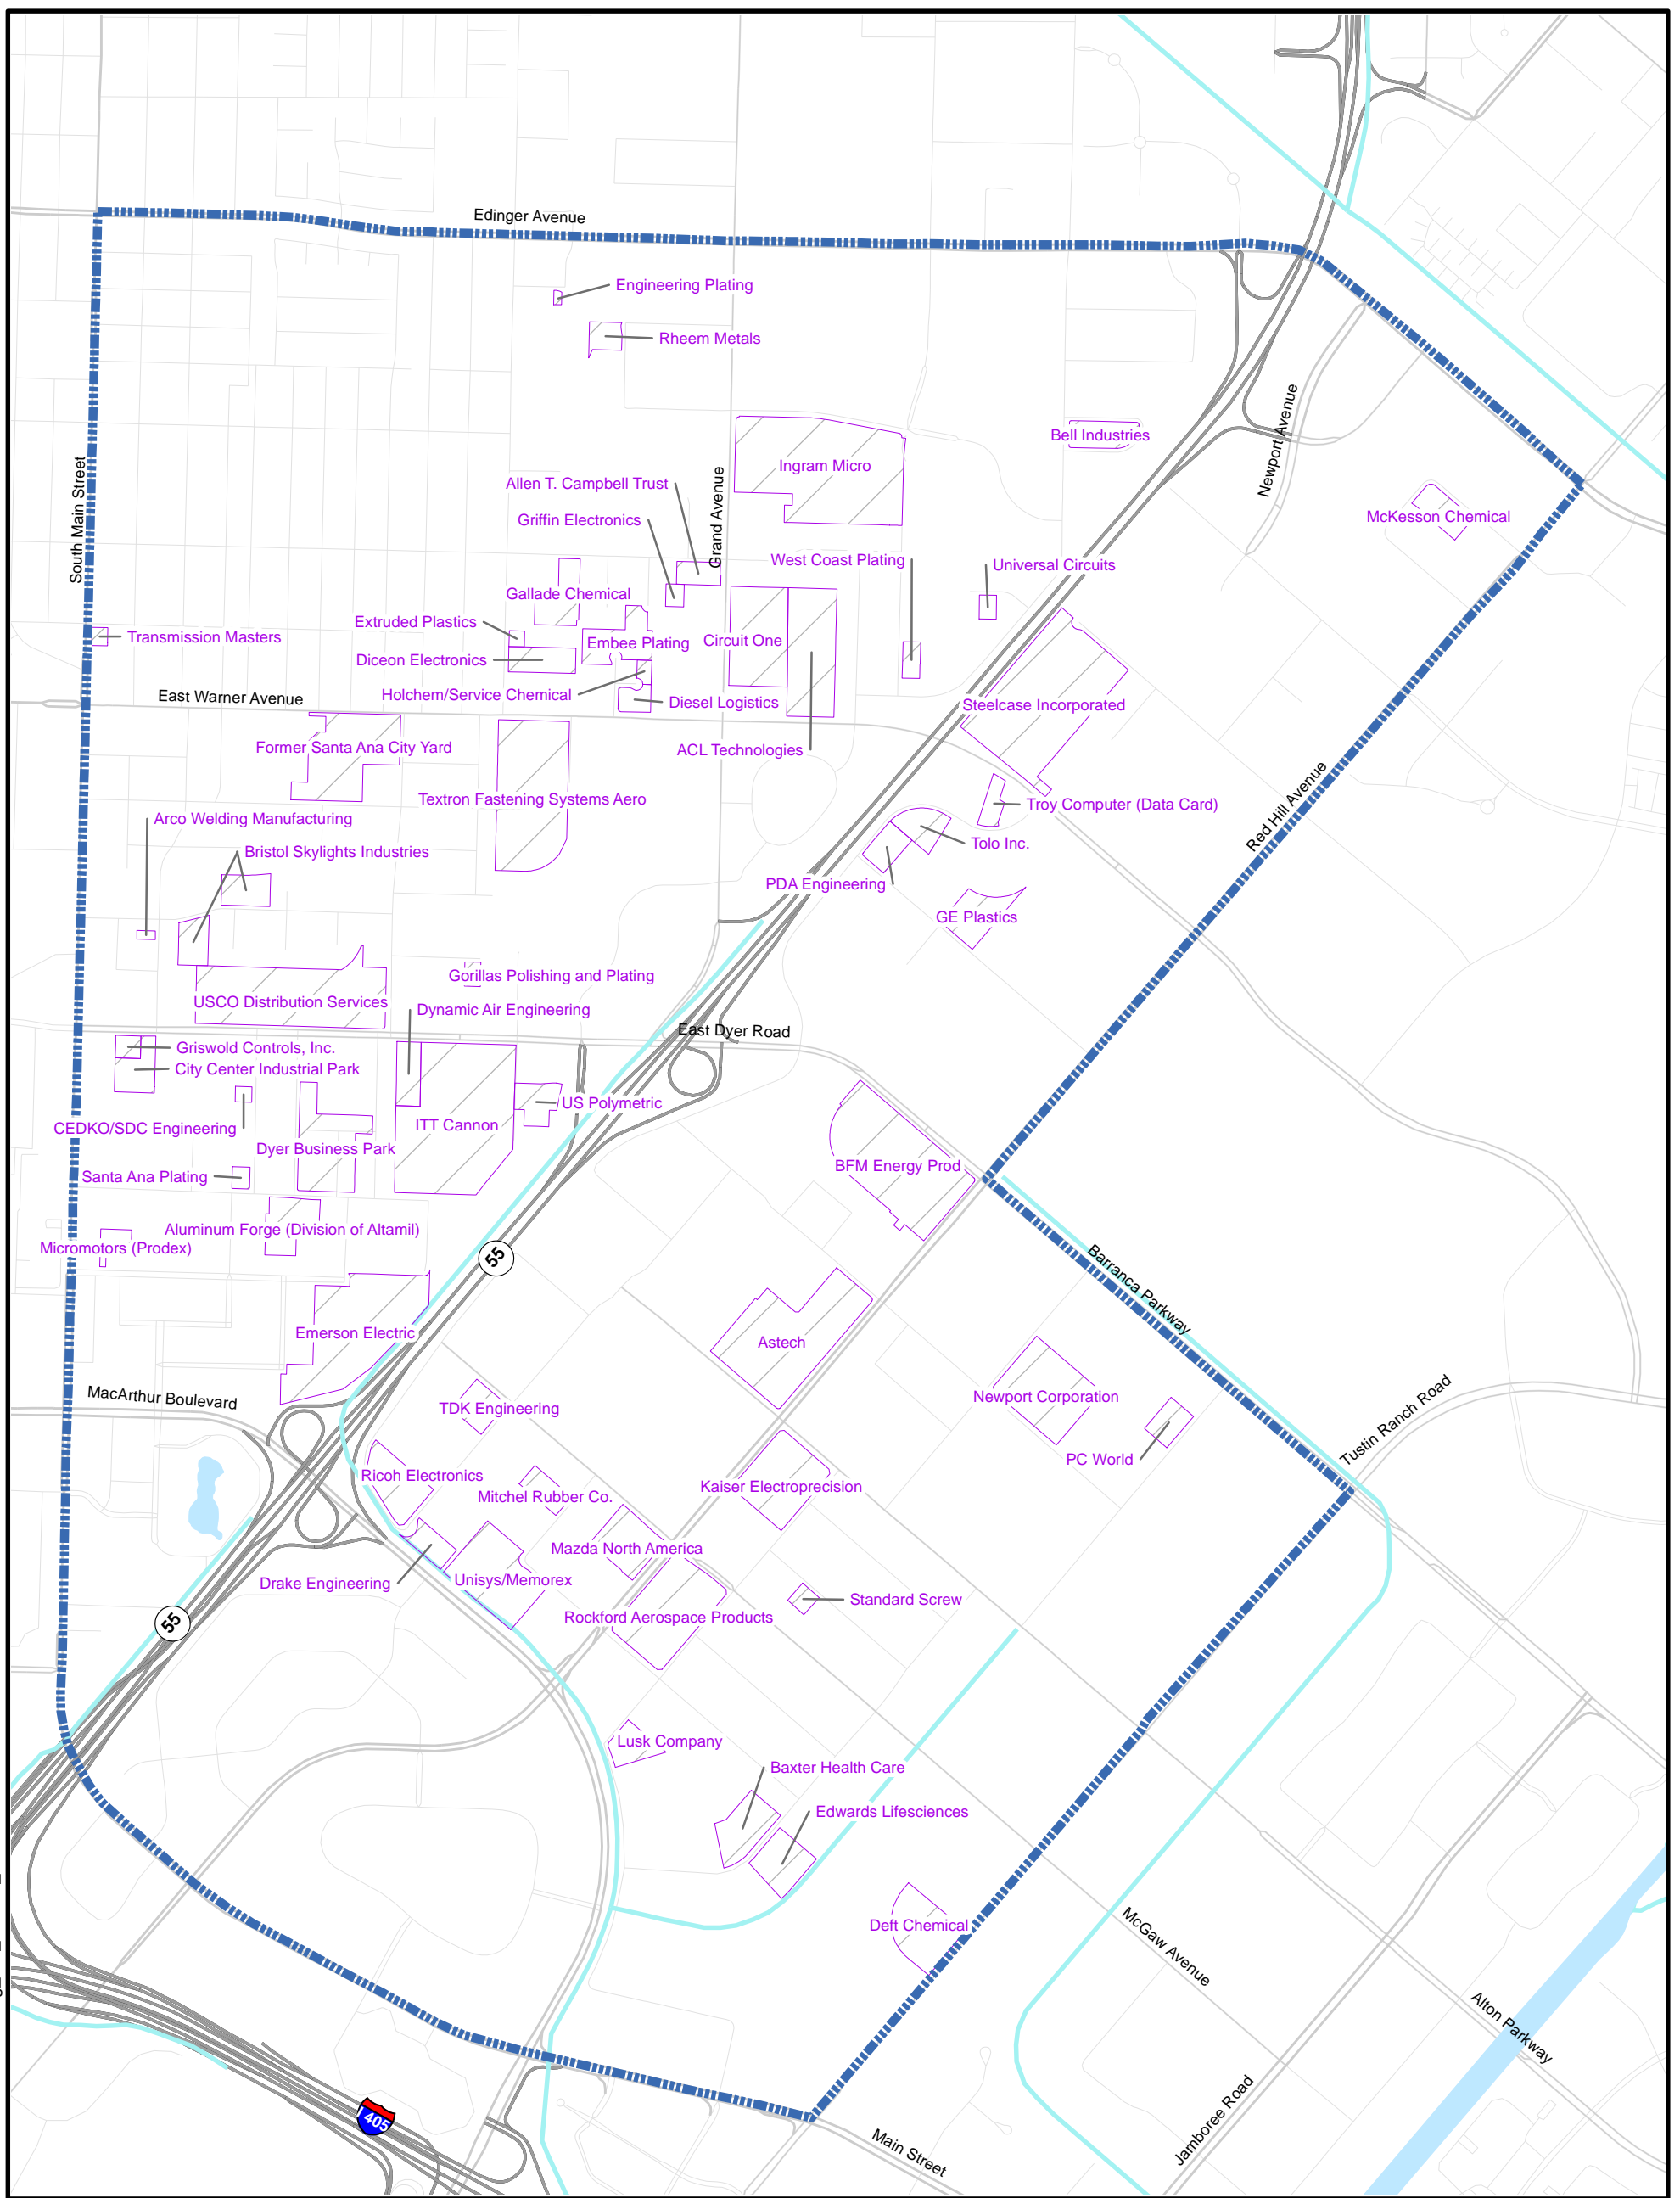 Edinger Avenue
Engineering Plating
Rheem Metals
South Main Street
Newport Avenue
Bell Industries
Ingram Micro
Allen T. Campbell Trust
Grand Avenue
Griffin Electronics
McKesson Chemical
West Coast Plating
Universal Circuits
Gallade Chemical
Extruded Plastics
Transmission Masters
Embee Plating
Circuit One
Diceon Electronics
Holchem/Service Chemical
East Warner Avenue
Diesel Logistics
Steelcase Incorporated
Former Santa Ana City Yard
ACL Technologies
Textron Fastening Systems Aero
Troy Computer (Data Card)
Red Hill Avenue
Arco Welding Manufacturing
Tolo Inc.
Bristol Skylights Industries
PDA Engineering
GE Plastics
Gorillas Polishing and Plating
USCO Distribution Services
Dynamic Air Engineering
East Dyer Road
Griswold Controls, Inc.
City Center Industrial Park
US Polymetric
CEDKO/SDC Engineering
ITT Cannon
Dyer Business Park
BFM Energy Prod
Santa Ana Plating
Aluminum Forge (Division of Altamil)
Micromotors (Prodex)
55
Barranca Parkway
Emerson Electric
Astech
MacArthur Boulevard
Newport Corporation
TDK Engineering
Tustin Ranch Road
PC World
Ricoh Electronics
Kaiser Electroprecision
Mitchel Rubber Co.
Mazda North America
Drake Engineering
Unisys/Memorex
Standard Screw
Rockford Aerospace Products
55
Lusk Company
Baxter Health Care
Edwards Lifesciences
Deft Chemical
McGaw Avenue
Alton Parkway
Jamboree Road
405
Main Street